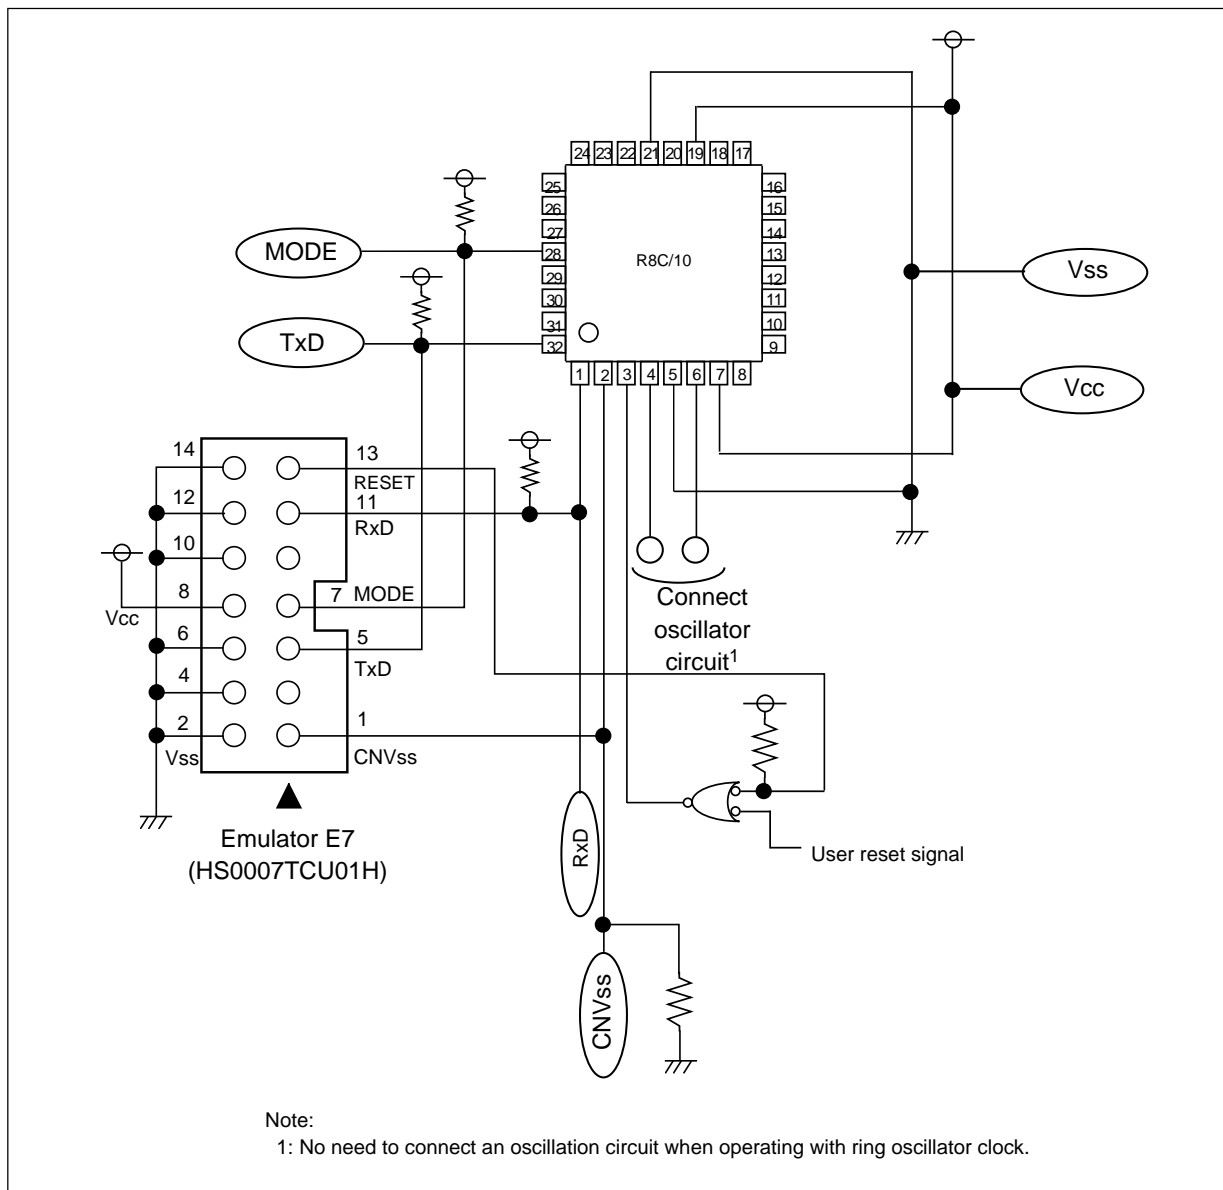 24 23 22 21 20 19 18 17
25
26
27
28
29
30
31
32
16
15
14
13
12
11
10
9
R8C/10
1 2 3 4 5 6 7 8
MODE
TxD
Vss
Vcc
14
12
10
8
Vcc
6
4
2
Vss
13
RESET
11
RxD
7 MODE
5
TxD
1
CNVss
Emulator E7
(HS0007TCU01H)
Connect
oscillator
circuit1
User reset signal
RxD
CNVss
Note:
1: No need to connect an oscillation circuit when operating with ring oscillator clock.